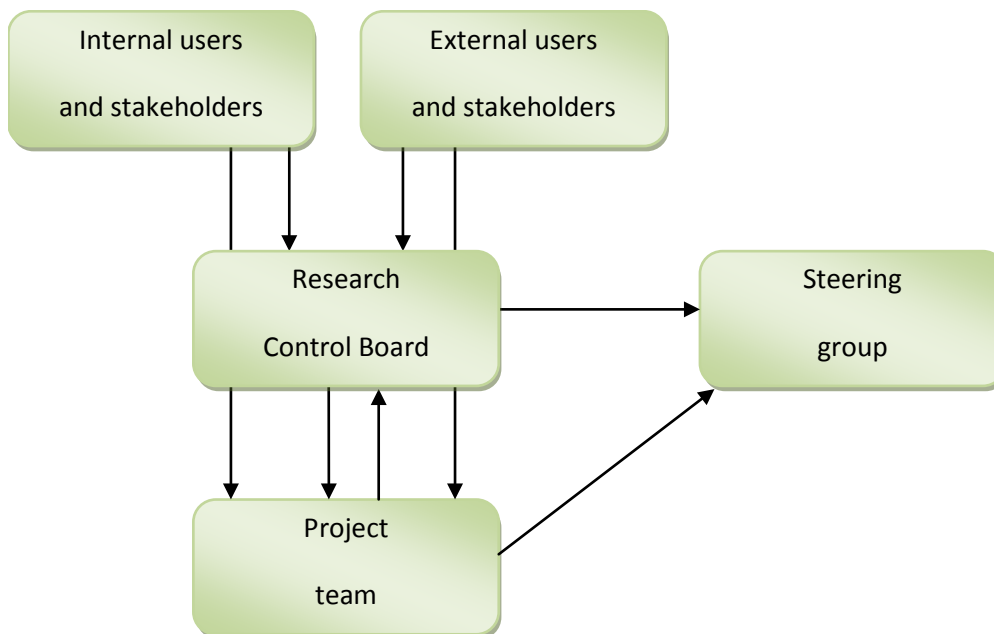 Internal users
and stakeholders
External users
and stakeholders
Research
Control Board
Steering
group
Project
team